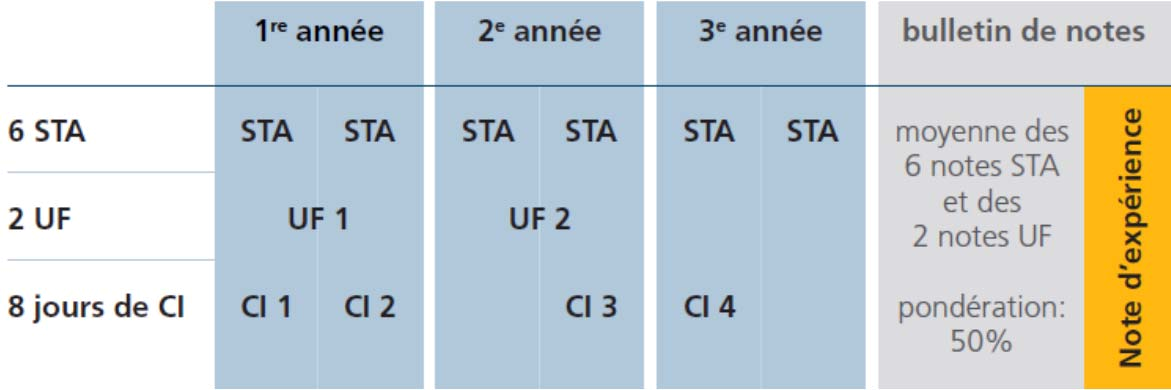 1re année 2e année 3e année bulletin de notes
6 STA STA STA STA STA STA STA
moyenne des
6 notes STA
et des
2 notes UF
2 UF UF 1 UF 2
8 jours de CI CI 1 CI 2 CI 3 CI 4
pondération:
50%
Note d'expérience